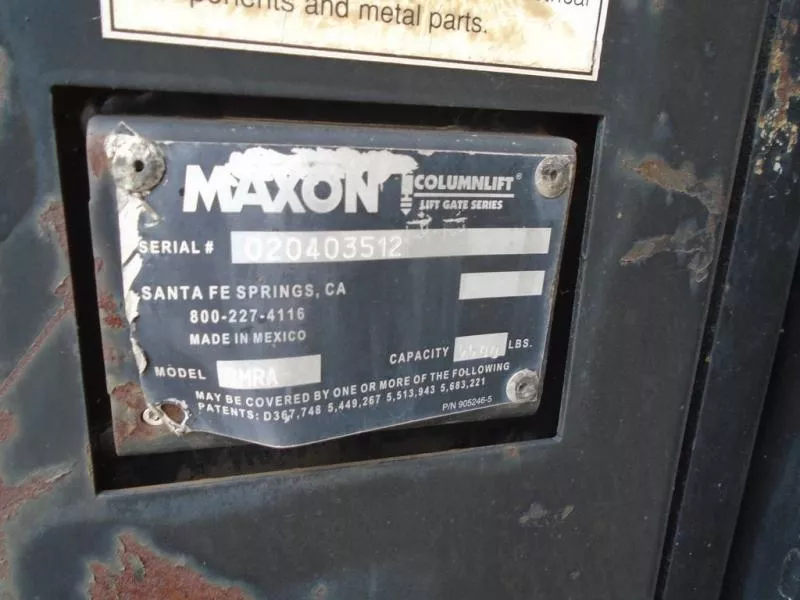 and metal parts.
MAXON
COLUMNLIFT®
LIFT GATE SERIES
SERIAL # 020403512
SANTA FE SPRINGS, CA
800-227-4116
MADE IN MEXICO
CAPACITY LBS.
MODEL MRA
MAY BE COVERED BY ONE OR MORE OF THE FOLLOWING
PATENTS: D367,748 5,449,267 5,513,943 5,683,221
P/N 905246-5